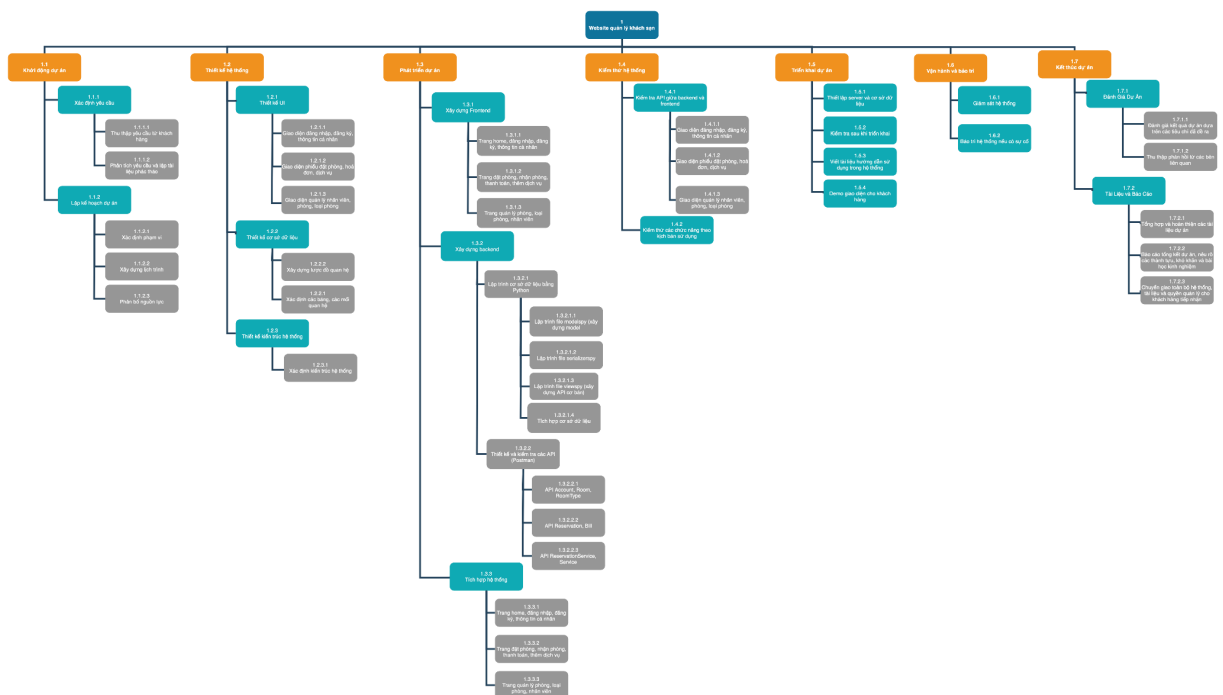 1
Website quản lý khách sạn
1.1
Khởi động dự án
1.1.1
Xác định yêu cầu
1.1.1.1
Thu thập yêu cầu từ khách
hàng
1.1.1.2
Phân tích yêu cầu và lập tài
liệu phác thảo
1.1.2
Lập kế hoạch dự án
1.1.2.1
Xác định phạm vi
1.1.2.2
Xây dựng lịch trình
1.1.2.3
Phân bổ nguồn lực
1.2
Thiết kế hệ thống
1.2.1
Thiết kế UI
1.2.1.1
Giao diện đăng nhập, đăng ký,
thông tin cá nhân
1.2.1.2
Giao diện phiếu đặt phòng, hoá
đơn, dịch vụ
1.2.1.3
Giao diện quản lý nhân viên,
phòng, loại phòng
1.2.2
Thiết kế cơ sở dữ liệu
1.2.2.2
Xây dựng lược đồ quan hệ
1.2.2.1
Xác định các bảng, các mối
quan hệ
1.2.3
Thiết kế kiến trúc hệ thống
1.2.3.1
Xác định kiến trúc hệ thống
1.3
Phát triển dự án
1.3.1
Xây dựng Frontend
1.3.1.1
Trang home, đăng nhập, đăng
ký, thông tin cá nhân
1.3.1.2
Trang đặt phòng, nhận phòng,
thanh toán, thêm dịch vụ
1.3.1.3
Trang quản lý phòng, loại
phòng, nhân viên
1.3.2
Xây dựng backend
1.3.2.1
Lập trình cơ sở dữ liệu bằng
Python
1.3.2.1.1
Lập trình file modelspy (xây
dựng model
1.3.2.1.2
Lập trình file serializerspy
1.3.2.1.3
Lập trình file viewspy (xây
dựng API cơ bản)
1.3.2.1.4
Tích hợp cơ sở dữ liệu
1.3.2.2
Thiết kế và kiểm tra các API
(Postman)
1.3.2.2.1
API Account, Room,
RoomType
1.3.2.2.2
API Reservation, Bill
1.3.2.2.3
API ReservationService,
Service
1.3.3
Tích hợp hệ thống
1.3.3.1
Trang home, đăng nhập, đăng
ký, thông tin cá nhân
1.3.3.2
Trang đặt phòng, nhận phòng,
thanh toán, thêm dịch vụ
1.3.3.3
Trang quản lý phòng, loại
phòng, nhân viên
1.4
Kiểm thử hệ thống
1.4.1
Kiểm tra API giữa backend và
frontend
1.4.1.1
Giao diện đăng nhập, đăng ký,
thông tin cá nhân
1.4.1.2
Giao diện phiếu đặt phòng, hoá
đơn, dịch vụ
1.4.1.3
Giao diện quản lý nhân viên,
phòng, loại phòng
1.4.2
Kiểm thử các chức năng theo
kịch bản sử dụng
1.5
Triển khai dự án
1.5.1
Thiết lập server và cơ sở dữ
liệu
1.5.2
Kiểm tra sau khi triển khai
1.5.3
Viết tài liệu hướng dẫn sử
dụng trong hệ thống
1.5.4
Demo giao diện cho khách
hàng
1.6
Vận hành và bảo trì
1.6.1
Giám sát hệ thống
1.6.2
Bảo trì hệ thống nếu có sự cố
1.7
Kết thúc dự án
1.7.1
Đánh Giá Dự Án
1.7.1.1
Đánh giá kết quả dự án dựa
trên các tiêu chí đã đề ra
1.7.1.2
Thu thập phản hồi từ các bên
liên quan
1.7.2
Tài Liệu và Báo Cáo
1.7.2.1
Tổng hợp và hoàn thiện các tài
liệu dự án
1.7.2.2
Báo cáo tổng kết dự án, nêu rõ
các thành tựu, khó khăn và bài
học kinh nghiệm
1.7.2.3
Chuyển giao toàn bộ hệ thống,
tài liệu và quyền quản lý cho
khách hàng tiếp nhận